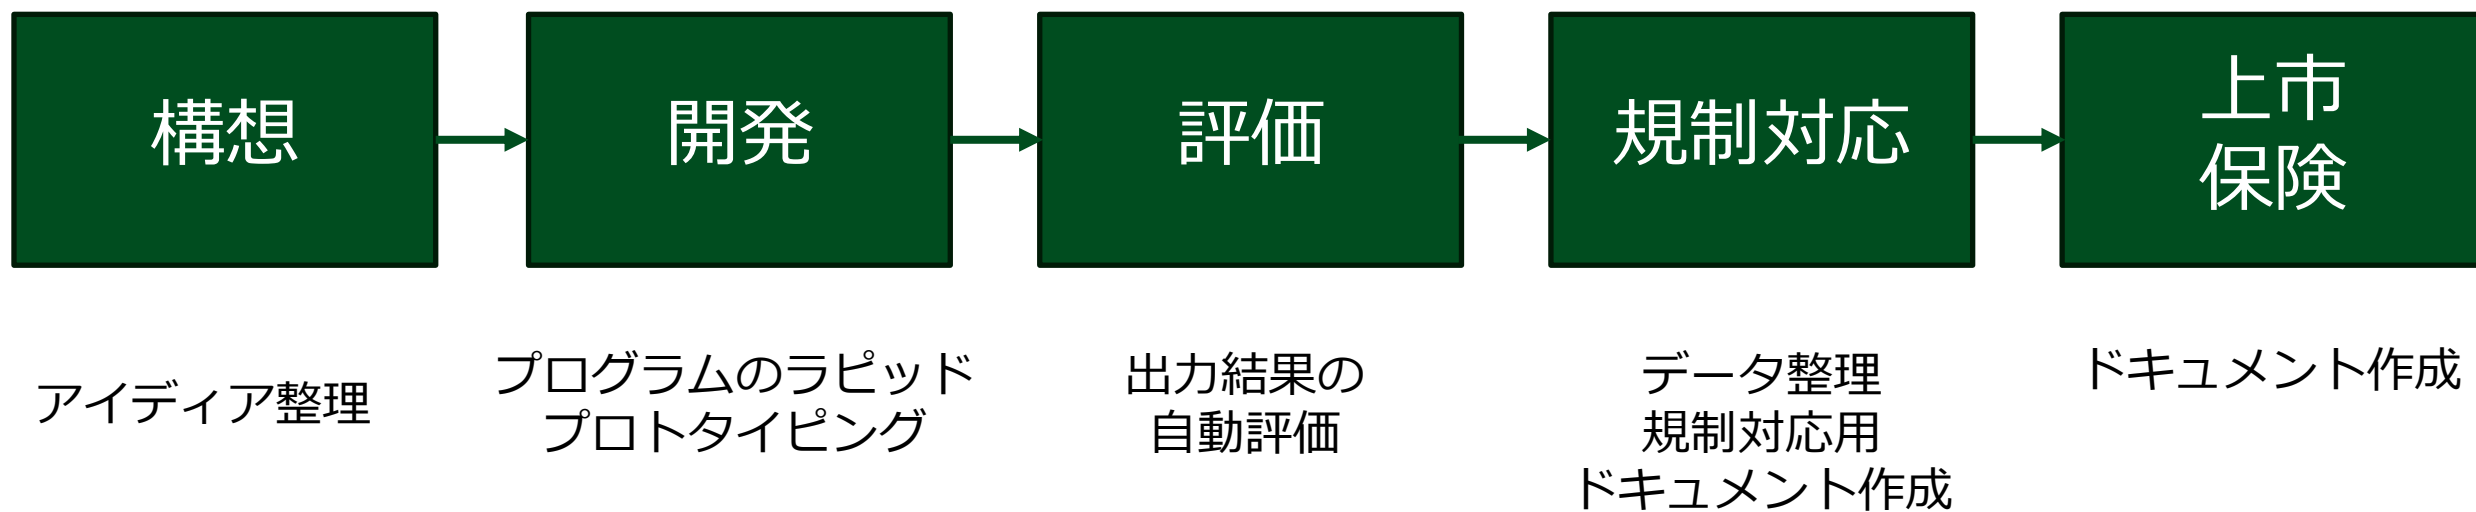 構想
開発
評価
規制対応
上市
保険
アイディア整理
プログラムのラピッド
プロトタイピング
出力結果の
自動評価
データ整理
規制対応用
ドキュメント作成
ドキュメント作成